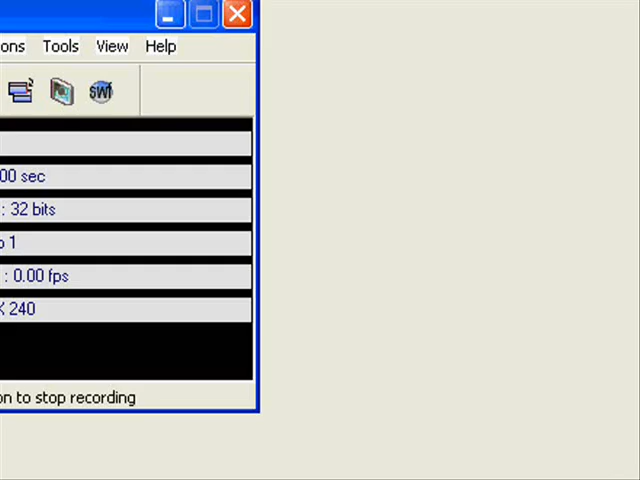 ons Tools View Help
swf
00 sec
: 32 bits
o 1
: 0.00 fps
X 240
on to stop recording